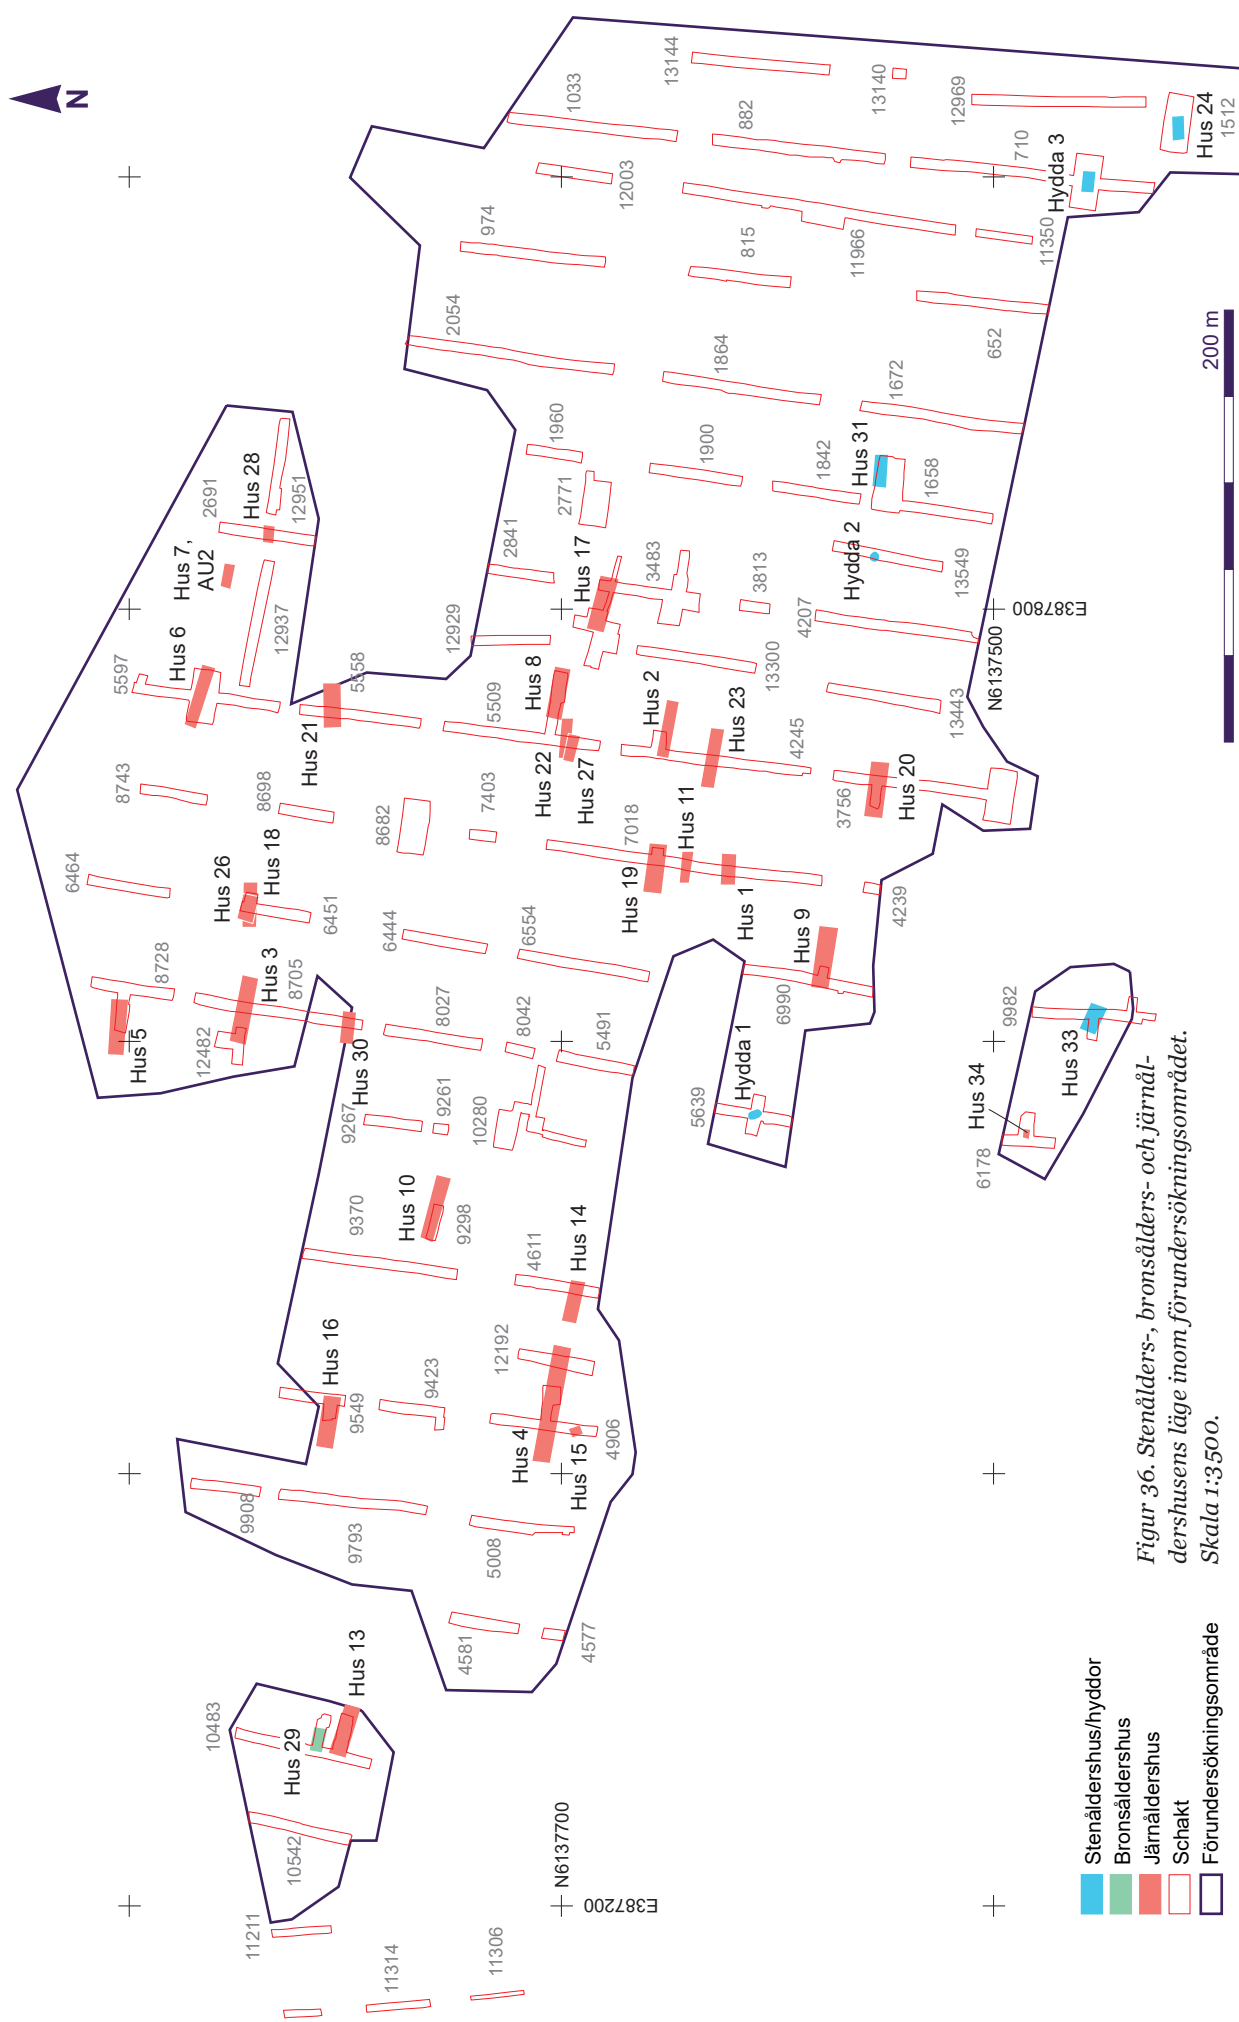 N
13144
1033
13140
882
12969
Hus 24
1512
710
Hydda 3
12003
974
815
11966
11350
2054
652
1864
1672
1960
1900
Hus 31
1842
1658
2691
Hus 28
12951
2771
Hus 7,
AU2
2841
Hus 17
3483
Hydda 2
3813
13549
12937
12929
4207
E387800
N6137500
5597
Hus 6
5558
5509
Hus 8
Hus 2
13300
13443
Hus 21
Hus 23
4245
Hus 22
Hus 27
8743
8698
8682
7403
7018
Hus 11
3756
Hus 20
6464
Hus 26
Hus 18
6451
6444
6554
Hus 19
Hus 1
4239
Hus 9
8728
Hus 3
8705
6990
Hus 5
12482
8027
8042
5491
9982
Hus 30
Hydda 1
Hus 33
9267
9261
10280
5639
Hus 34
6178
9370
Hus 10
9298
4611
Hus 14
Hus 16
12192
9549
9423
Hus 4
4906
Hus 15
9908
9793
5008
4581
4577
Hus 13
10483
Hus 29
10542
N6137700
E387200
11211
11314
11306
200 m
Stenåldershus/hyddor
Bronsåldershus
Järnåldershus
Schakt
Förundersökningsområde
Figur 36. Stenålders-, bronsålders- och järnål-
dershusens läge inom förundersökningsområdet.
Skala 1:3500.